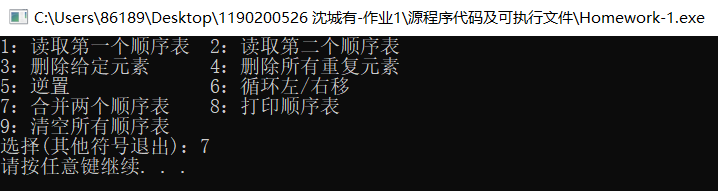 C:\Users\86189\Desktop\1190200526 沈城有-作业1\源程序代码及可执行文件\Homework-1.exe
1: 读取第一个顺序表 2: 读取第二个顺序表
3: 删除给定元素 4: 删除所有重复元素
5: 逆置 6: 循环左/右移
7: 合并两个顺序表 8: 打印顺序表
9: 清空所有顺序表
选择(其他符号退出): 7
请按任意键继续. . .